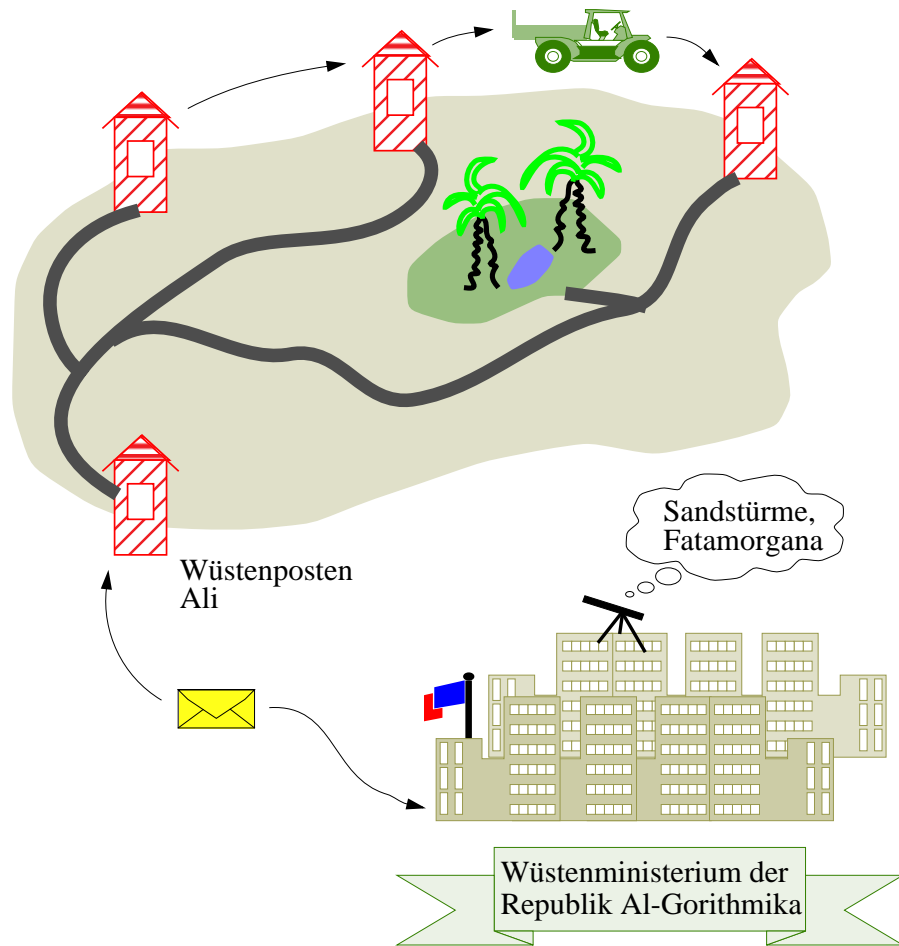 Sandstürme,
Fatamorgana
Wüstenposten
Ali
Wüstenministerium der
Republik Al-Gorithmika